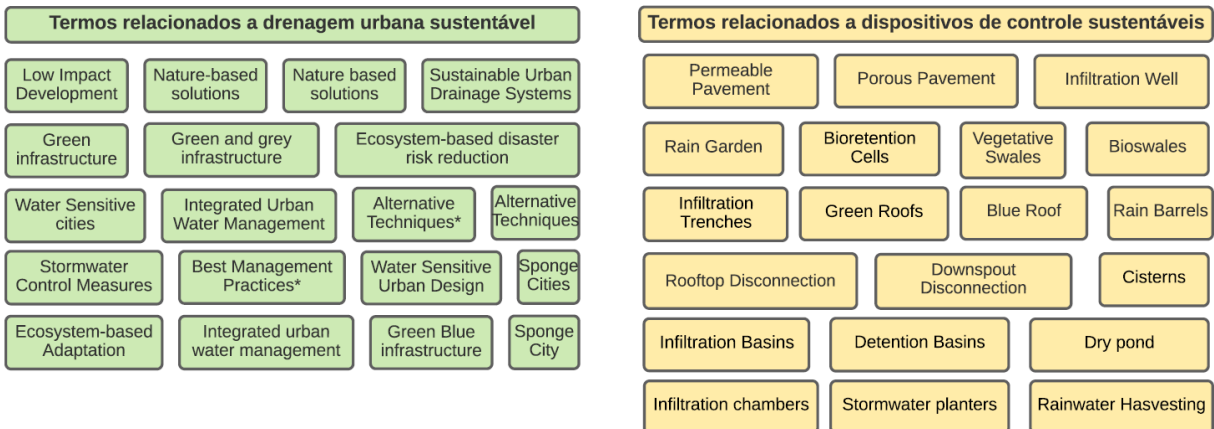 Termos relacionados a drenagem urbana sustentável
Low Impact
Development
Nature-based
solutions
Nature based
solutions
Sustainable Urban
Drainage Systems
Green
infrastructure
Green and grey
infrastructure
Ecosystem-based disaster
risk reduction
Water Sensitive
cities
Integrated Urban
Water Management
Alternative
Techniques*
Alternative
Techniques
Stormwater
Control Measures
Best Management
Practices*
Water Sensitive
Urban Design
Sponge
Cities
Ecosystem-based
Adaptation
Integrated urban
water management
Green Blue
infrastructure
Sponge
City
Termos relacionados a dispositivos de controle sustentáveis
Permeable
Pavement
Porous Pavement
Infiltration Well
Rain Garden
Bioretention
Cells
Vegetative
Swales
Bioswales
Infiltration
Trenches
Green Roofs
Blue Roof
Rain Barrels
Rooftop Disconnection
Downspout
Disconnection
Cisterns
Infiltration Basins
Detention Basins
Dry pond
Infiltration chambers
Stormwater planters
Rainwater Hasvesting